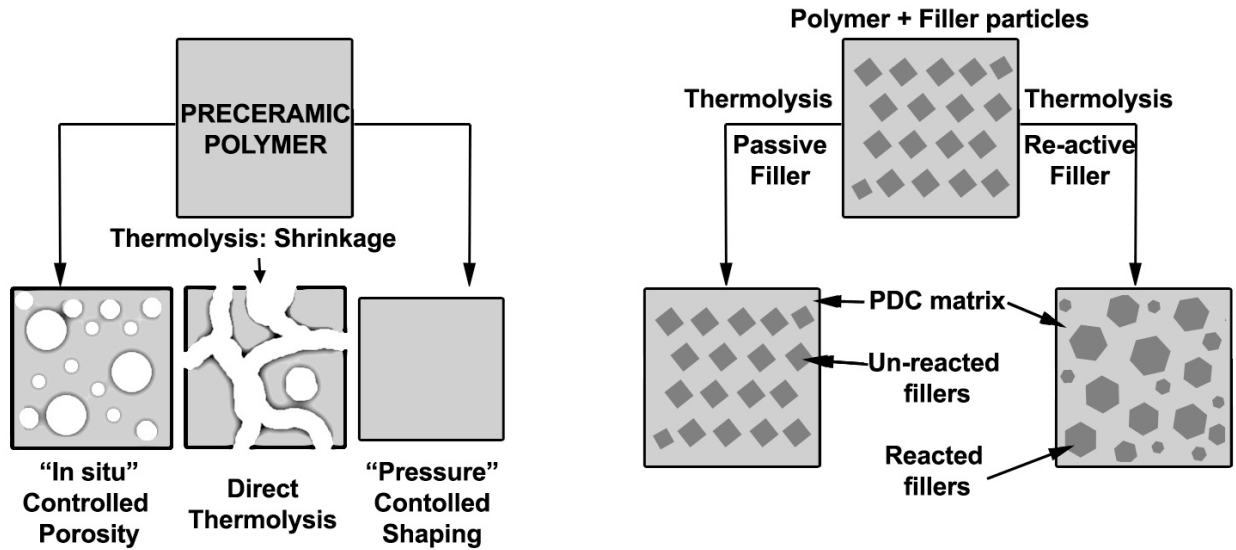 PRECERAMIC
POLYMER
Thermolysis: Shrinkage
“In situ”
Controlled
Porosity
Direct
Thermolysis
“Pressure”
Contolled
Shaping
Polymer + Filler particles
Thermolysis
Passive
Filler
Thermolysis
Re-active
Filler
PDC matrix
Un-reacted
fillers
Reacted
fillers